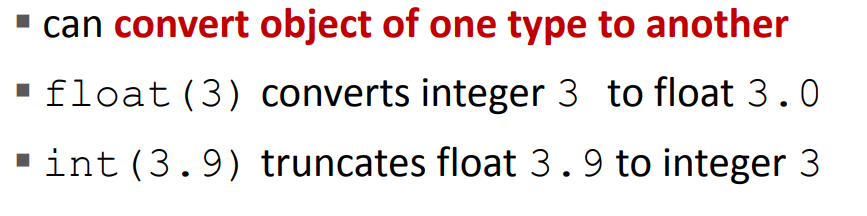 ▪ can convert object of one type to another
▪ float(3) converts integer 3 to float 3.0
▪ int(3.9) truncates float 3.9 to integer 3